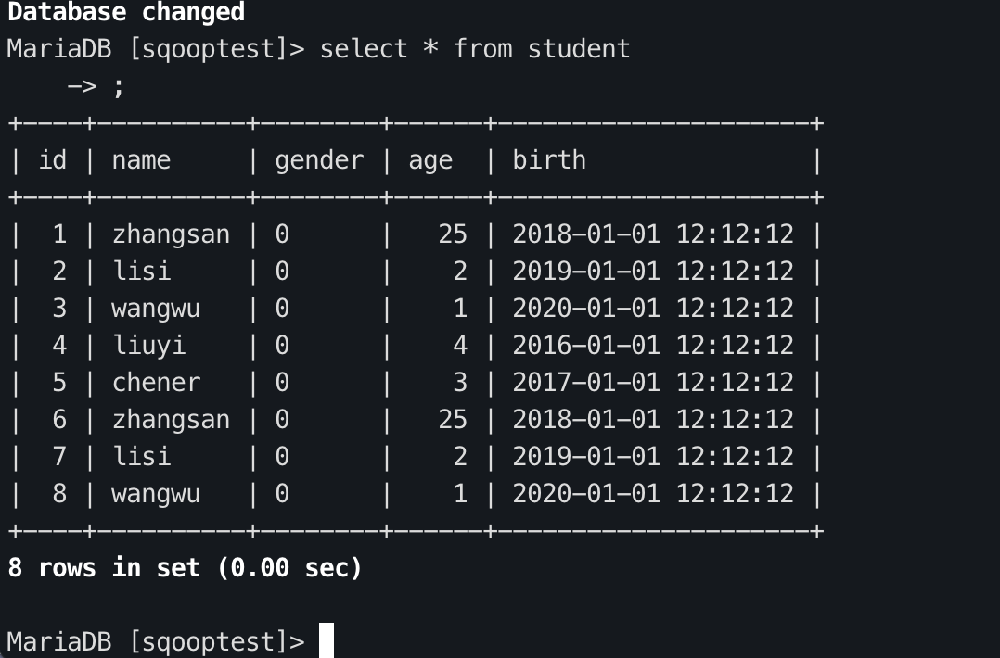 Database changed
MariaDB [sqooptest]> select * from student
    -> ;
+----+----------+--------+------+---------------------+
| id | name     | gender | age  | birth               |
+----+----------+--------+------+---------------------+
|  1 | zhangsan | 0      |   25 | 2018-01-01 12:12:12 |
|  2 | lisi     | 0      |    2 | 2019-01-01 12:12:12 |
|  3 | wangwu   | 0      |    1 | 2020-01-01 12:12:12 |
|  4 | liuyi    | 0      |    4 | 2016-01-01 12:12:12 |
|  5 | chener   | 0      |    3 | 2017-01-01 12:12:12 |
|  6 | zhangsan | 0      |   25 | 2018-01-01 12:12:12 |
|  7 | lisi     | 0      |    2 | 2019-01-01 12:12:12 |
|  8 | wangwu   | 0      |    1 | 2020-01-01 12:12:12 |
+----+----------+--------+------+---------------------+
8 rows in set (0.00 sec)
MariaDB [sqooptest]>